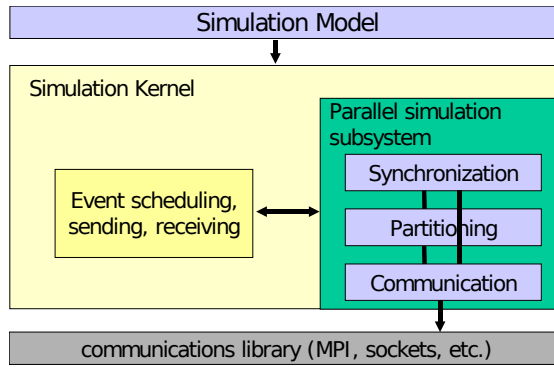 Simulation Model
Simulation Kernel
Parallel simulation
subsystem
Synchronization
Event scheduling,
sending, receiving
Partitioning
Communication
communications library (MPI, sockets, etc.)